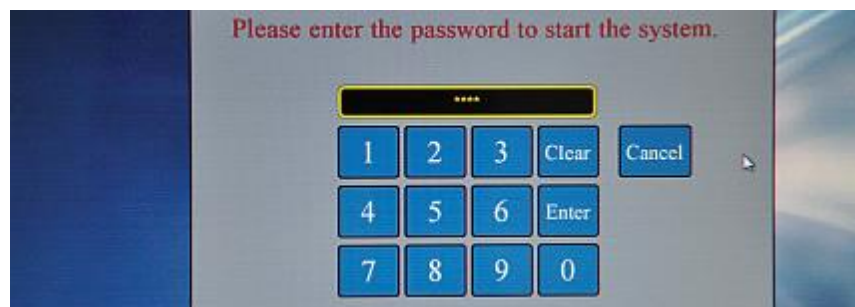 Please enter the password to start the system.
****
1 2 3 Clear Cancel
4 5 6 Enter
7 8 9 0